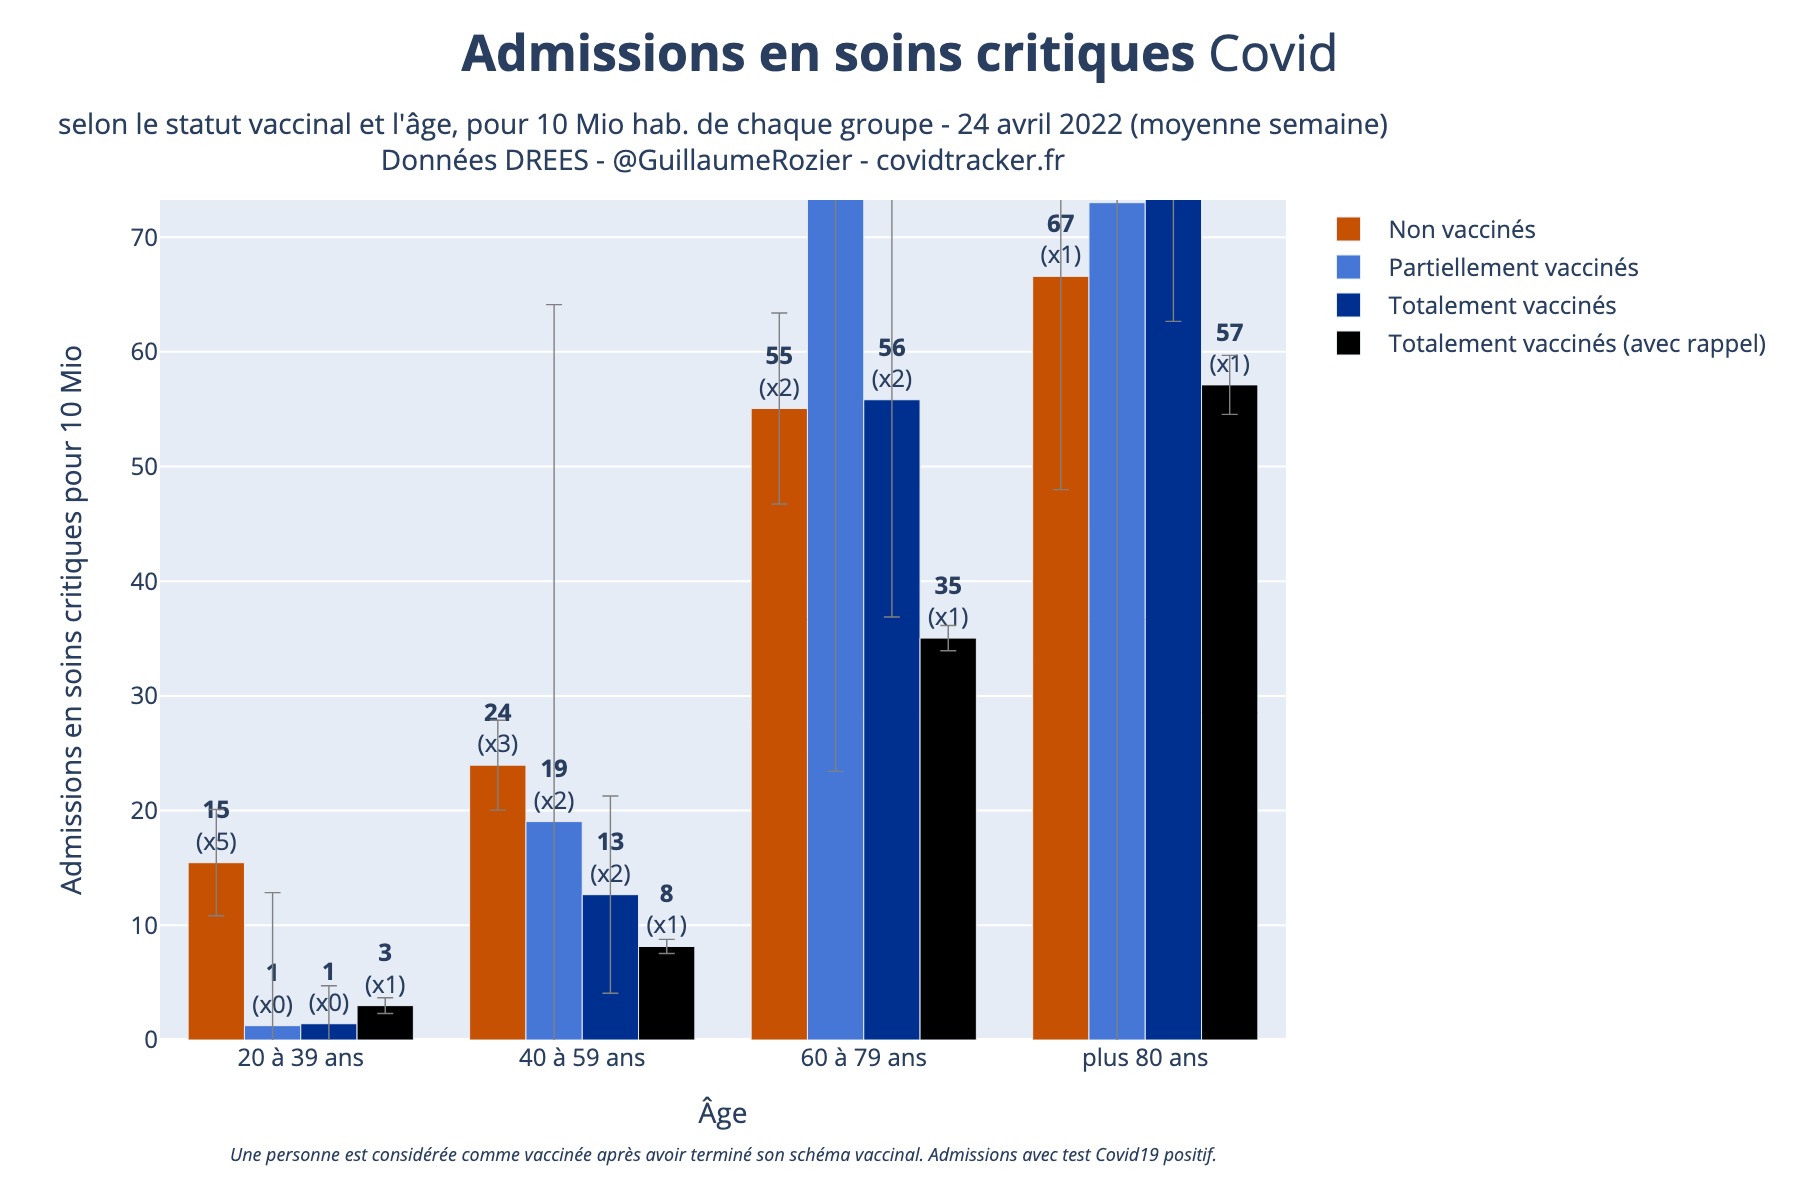 Admissions en soins critiques Covid
selon le statut vaccinal et l'âge, pour 10 Mio hab. de chaque groupe - 24 avril 2022 (moyenne semaine)
Données DREES - @GuillaumeRozier - covidtracker.fr
Admissions en soins critiques pour 10 Mio
70
60
50
40
30
20
10
0
15
(x5)
1
(x0)
1
(x0)
3
(x1)
24
(x3)
19
(x2)
13
(x2)
8
(x1)
55
(x2)
56
(x2)
35
(x1)
67
(x1)
57
(x1)
Non vaccinés
Partiellement vaccinés
Totalement vaccinés
Totalement vaccinés (avec rappel)
20 à 39 ans
40 à 59 ans
60 à 79 ans
plus 80 ans
Âge
Une personne est considérée comme vaccinée après avoir terminé son schéma vaccinal. Admissions avec test Covid19 positif.